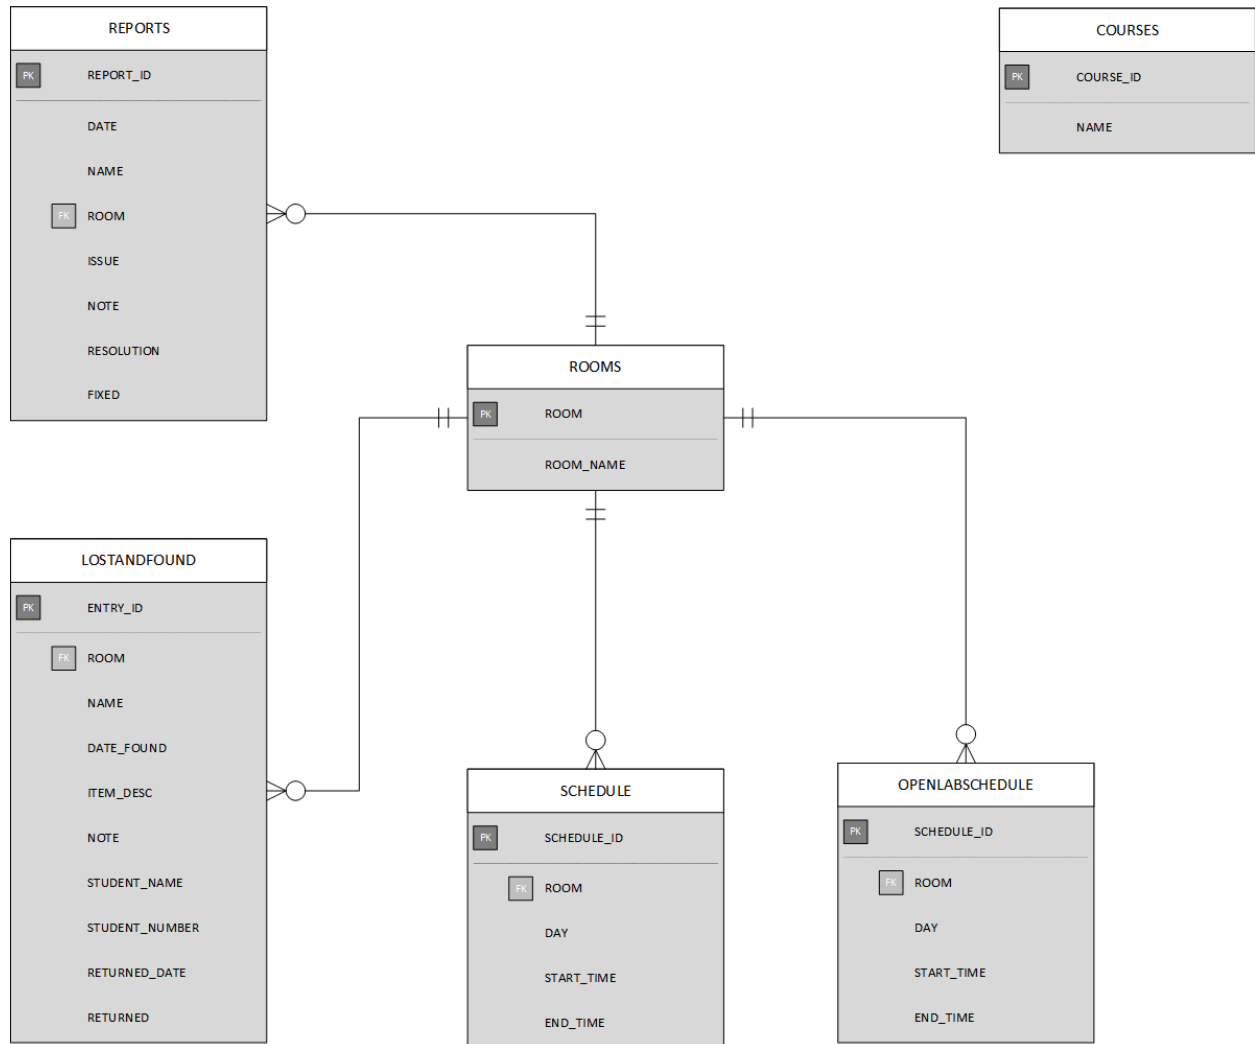 REPORTS
PK REPORT_ID
DATE
NAME
FK ROOM
ISSUE
NOTE
RESOLUTION
FIXED
COURSES
PK COURSE_ID
NAME
ROOMS
PK ROOM
ROOM_NAME
LOSTANDFOUND
PK ENTRY_ID
FK ROOM
NAME
DATE_FOUND
ITEM_DESC
NOTE
STUDENT_NAME
STUDENT_NUMBER
RETURNED_DATE
RETURNED
SCHEDULE
PK SCHEDULE_ID
FK ROOM
DAY
START_TIME
END_TIME
OPENLABSCHEDULE
PK SCHEDULE_ID
FK ROOM
DAY
START_TIME
END_TIME